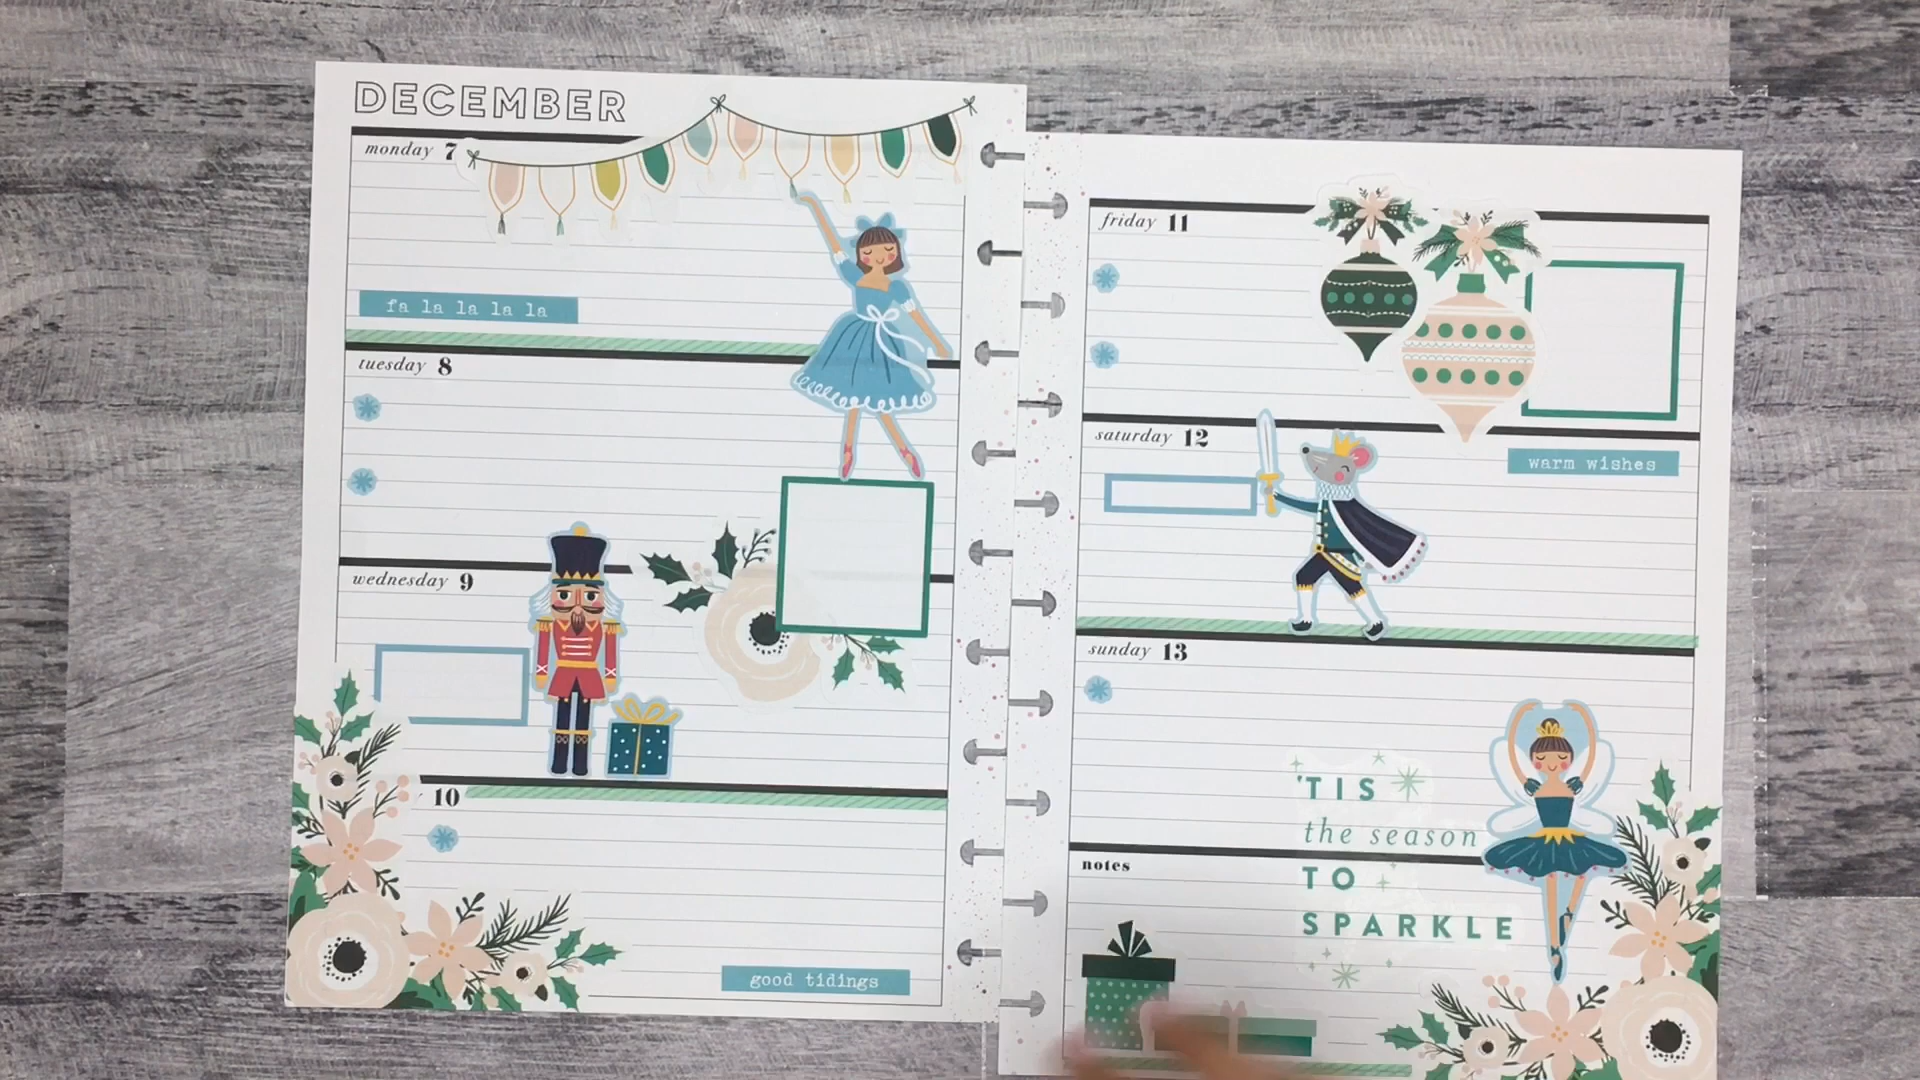 DECEMBER
monday 7
fa la la la la
tuesday 8
wednesday 9
10
good tidings
friday 11
saturday 12
warm wishes
sunday 13
'TIS
the season
TO
SPARKLE
notes